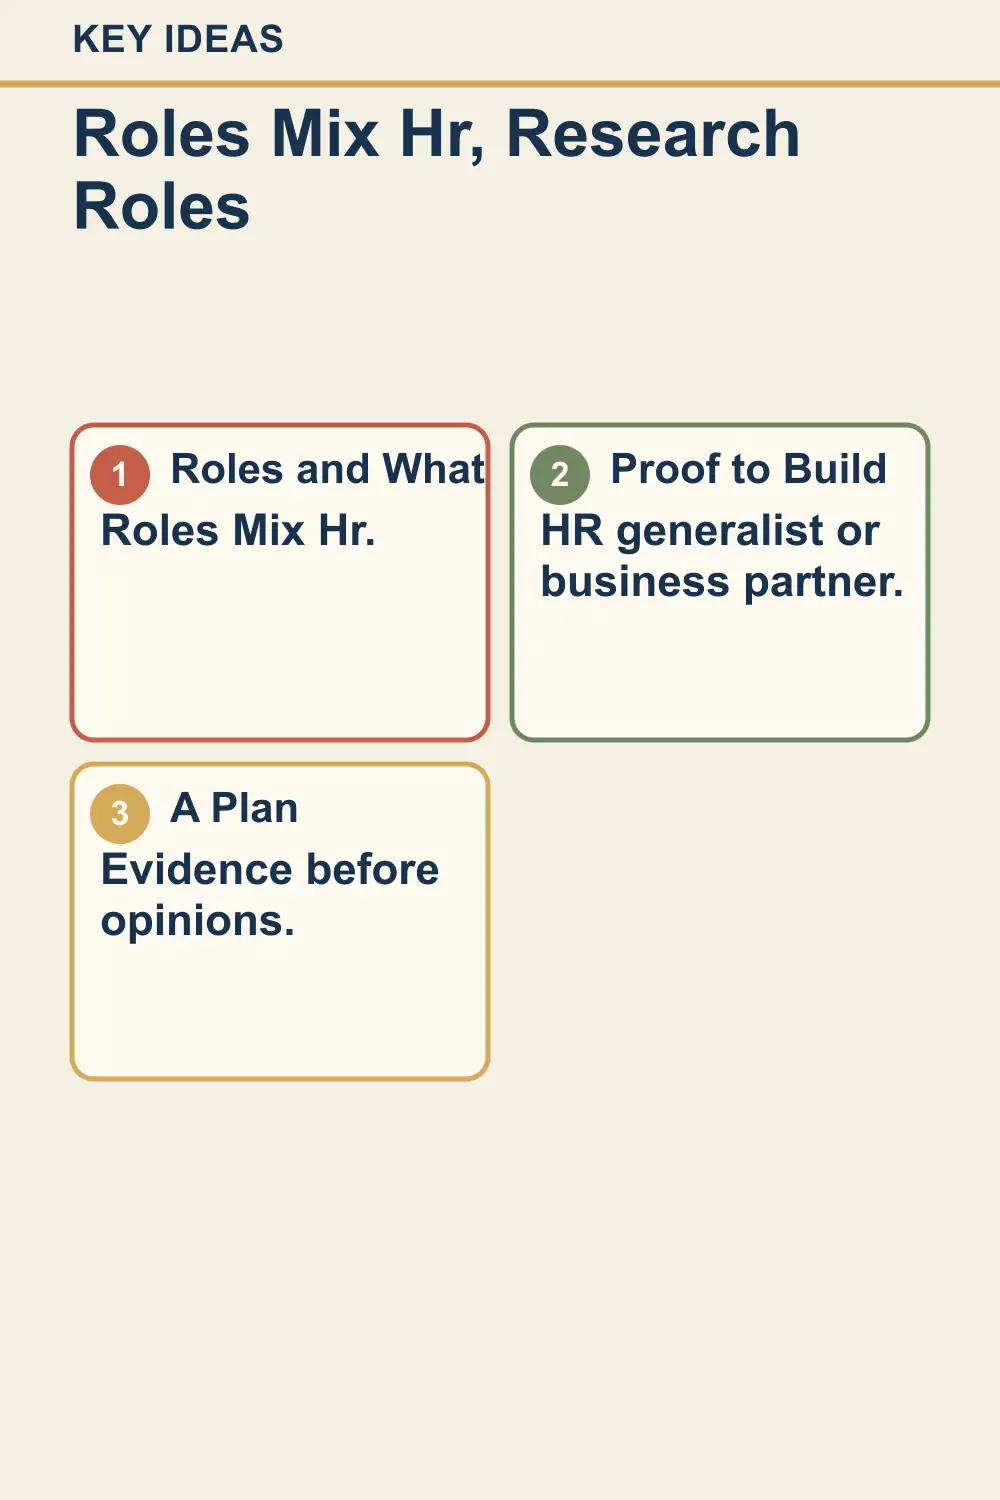 KEY IDEAS
Roles Mix Hr, Research
Roles
1 Roles and What
Roles Mix Hr.
2 Proof to Build
HR generalist or
business partner.
3 A Plan
Evidence before
opinions.